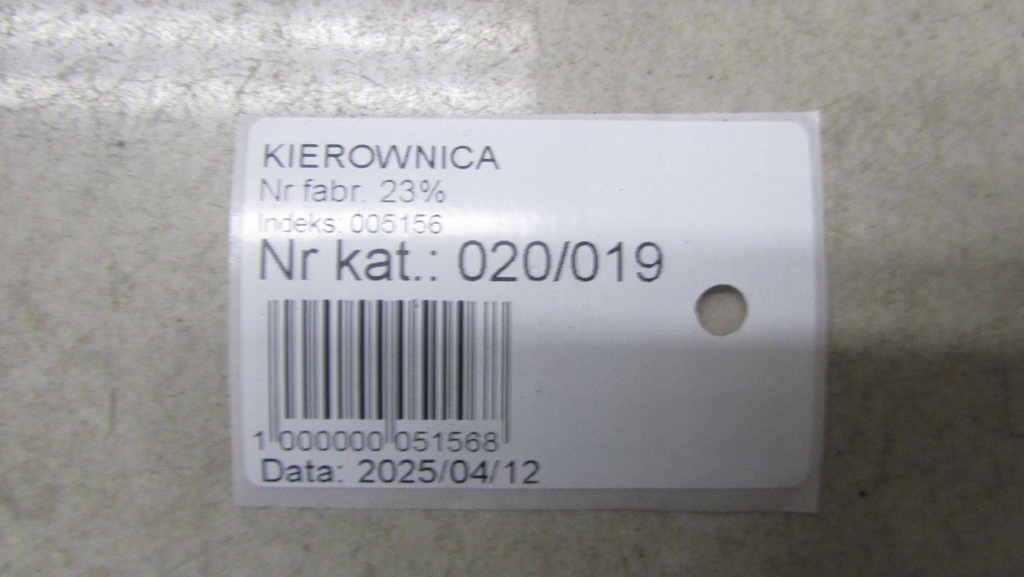 KIEROWNICA
Nr fabr. 23%
Indeks: 005156
Nr kat.: 020/019
1 000000 051568
Data: 2025/04/12